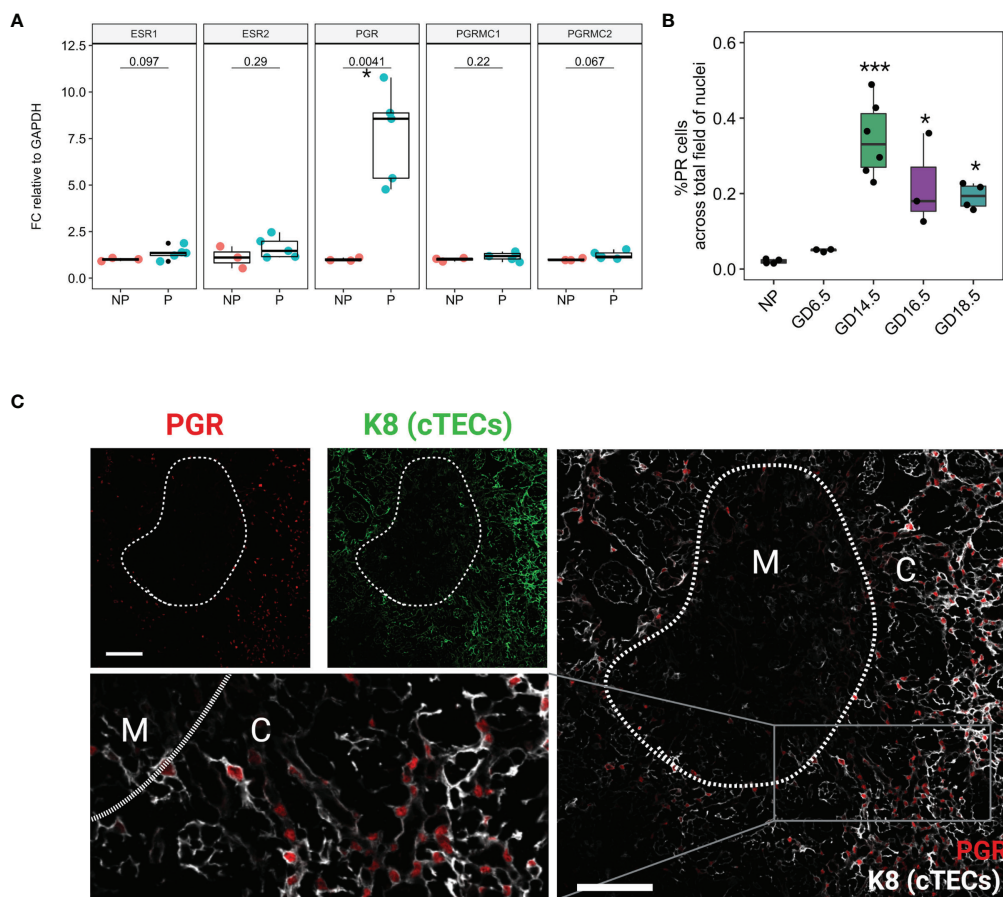 A
ESR1 ESR2 PGR PGRMC1 PGRMC2
12.5
10.0
7.5
5.0
2.5
0.0
FC relative to GAPDH
0.097 0.29 0.0041 0.22 0.067
*
NP P NP P NP P NP P NP P
B
0.6
0.4
0.2
0.0
%PR cells
across total field of nuclei
*** * *
NP GD6.5 GD14.5 GD16.5 GD18.5
C
PGR K8 (cTECs)
M C
M C
PGR
K8 (cTECs)